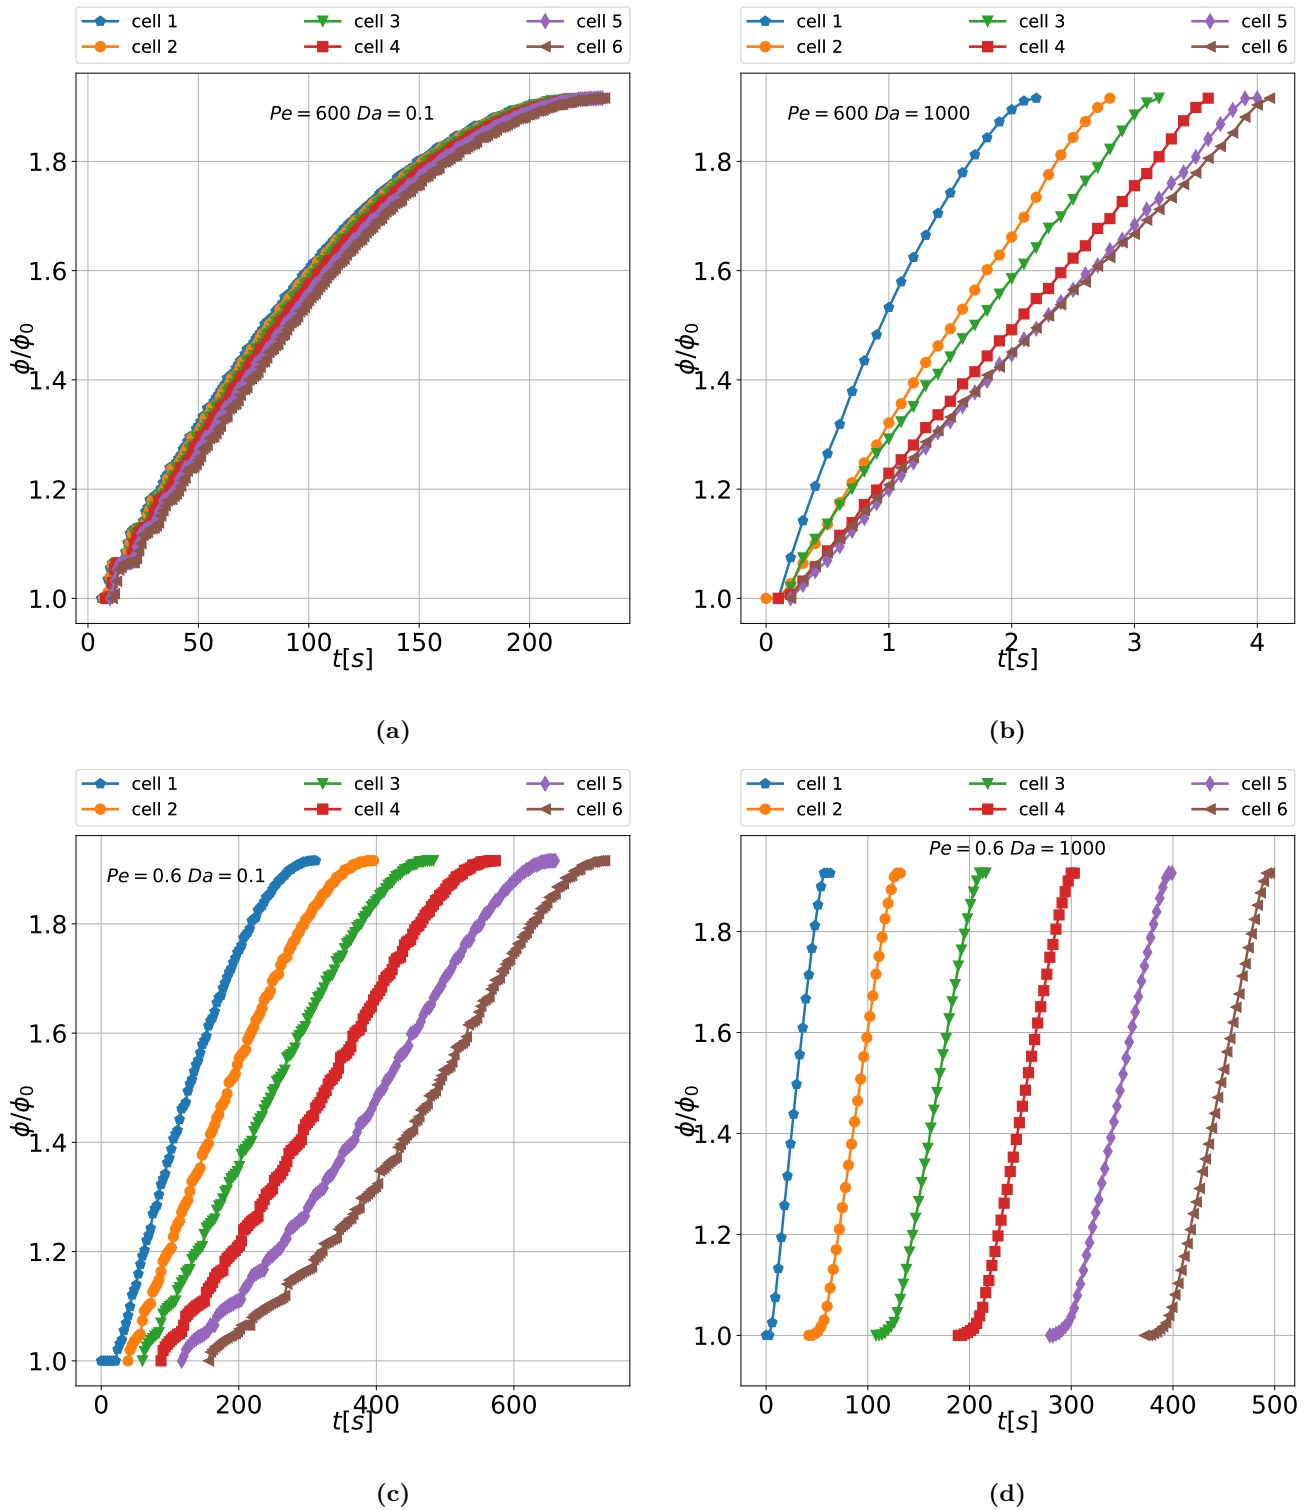 cell 1 cell 3 cell 5
cell 2 cell 4 cell 6
Pe = 600 Da = 0.1
1.8
1.6
1.4
1.2
1.0
ϕ/ϕ0
0 50 100 150 200
t[s]
(a)
cell 1 cell 3 cell 5
cell 2 cell 4 cell 6
Pe = 600 Da = 1000
1.8
1.6
1.4
1.2
1.0
ϕ/ϕ0
0 1 2 3 4
t[s]
(b)
cell 1 cell 3 cell 5
cell 2 cell 4 cell 6
Pe = 0.6 Da = 0.1
1.8
1.6
1.4
1.2
1.0
ϕ/ϕ0
0 200 400 600
t[s]
(c)
cell 1 cell 3 cell 5
cell 2 cell 4 cell 6
Pe = 0.6 Da = 1000
1.8
1.6
1.4
1.2
1.0
ϕ/ϕ0
0 100 200 300 400 500
t[s]
(d)